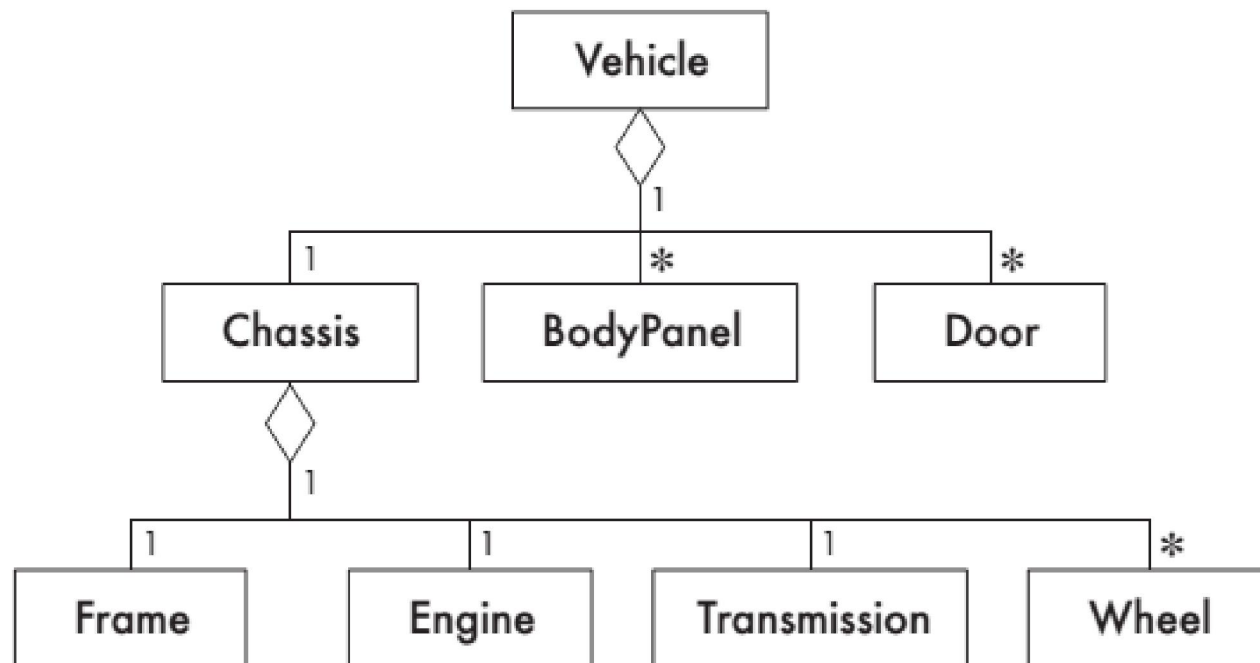 Vehicle
1
1
*
*
Chassis
BodyPanel
Door
1
1
1
1
*
Frame
Engine
Transmission
Wheel